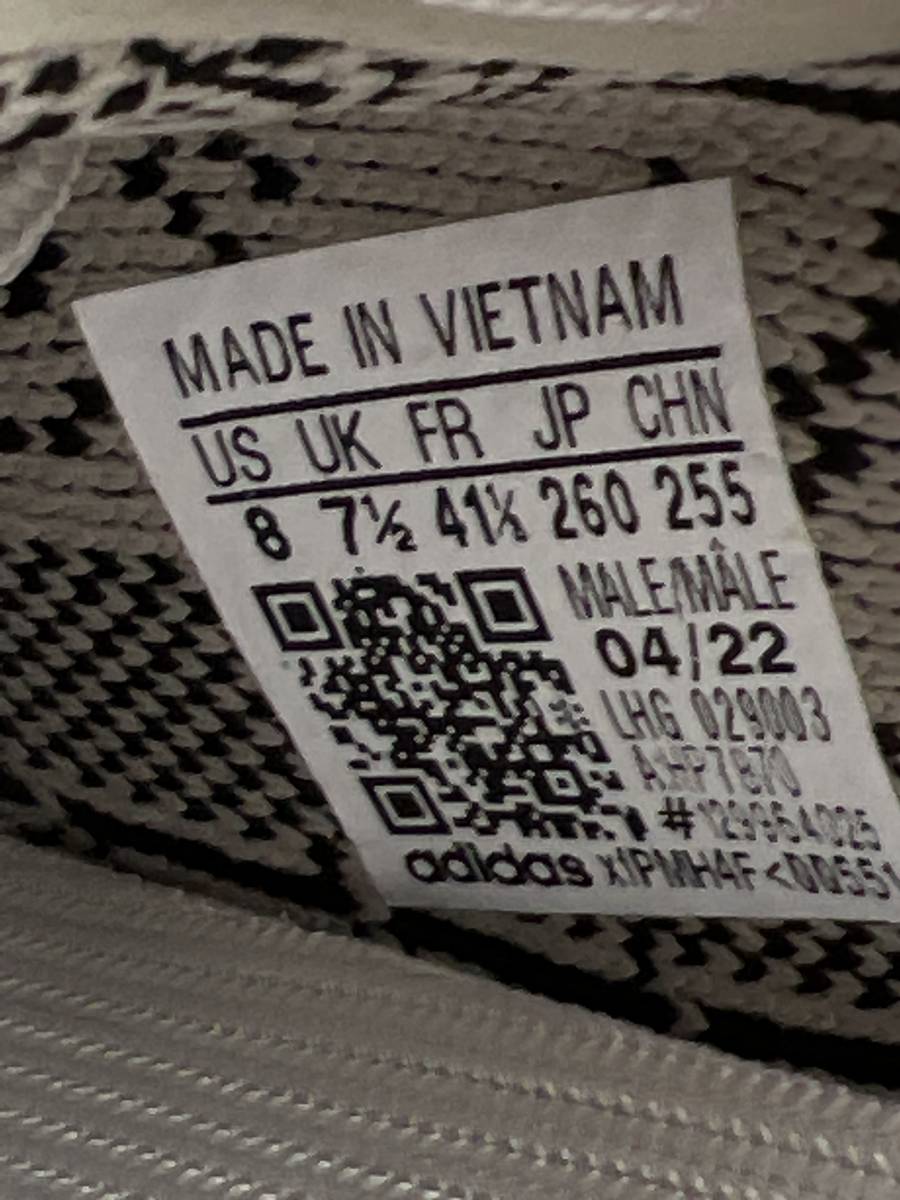 MADE IN VIETNAM
US UK FR JP CHN
8 7½ 41⅓ 260 255
MALE/MÂLE
04/22
LHG 029003
#129954025
adidas